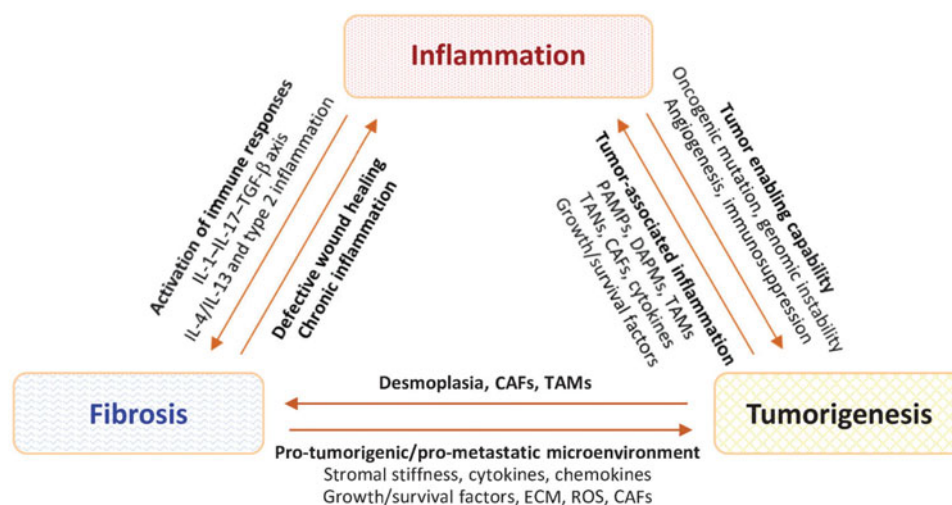 Inflammation
Activation of immune responses
IL-1–IL-17–TGF-β axis
IL-4/IL-13 and type 2 inflammation
Defective wound healing
Chronic inflammation
Tumor enabling capability
Oncogenic mutation, genomic instability
Angiogenesis, immunosuppression
Tumor-associated inflammation
PAMPs, DAPMs, TAMs
TANs, CAFs, cytokines
Growth/survival factors
Fibrosis
Desmoplasia, CAFs, TAMs
Tumorigenesis
Pro-tumorigenic/pro-metastatic microenvironment
Stromal stiffness, cytokines, chemokines
Growth/survival factors, ECM, ROS, CAFs